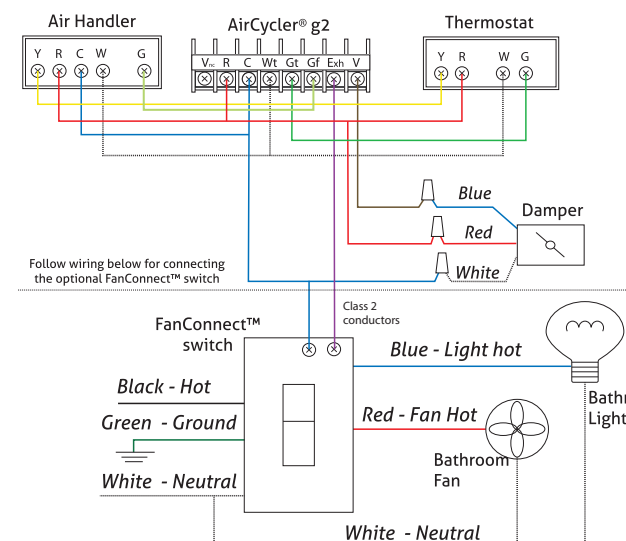 Air Handler
AirCycler® g2
Thermostat
Y R C W G
Vnc R C Wt Gt Gf Exh V
Y R W G
Blue
Damper
Red
White
Follow wiring below for connecting
the optional FanConnect™ switch
Class 2
conductors
FanConnect™
switch
Blue - Light hot
Black - Hot
Bathr
Light
Red - Fan Hot
Green - Ground
Bathroom
Fan
White - Neutral
White - Neutral